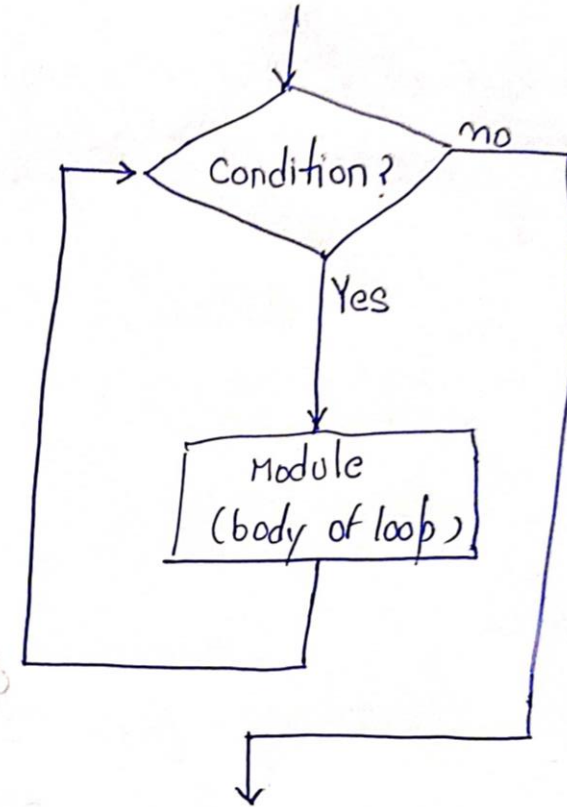 no
Condition?
Yes
Module
(body of loop)